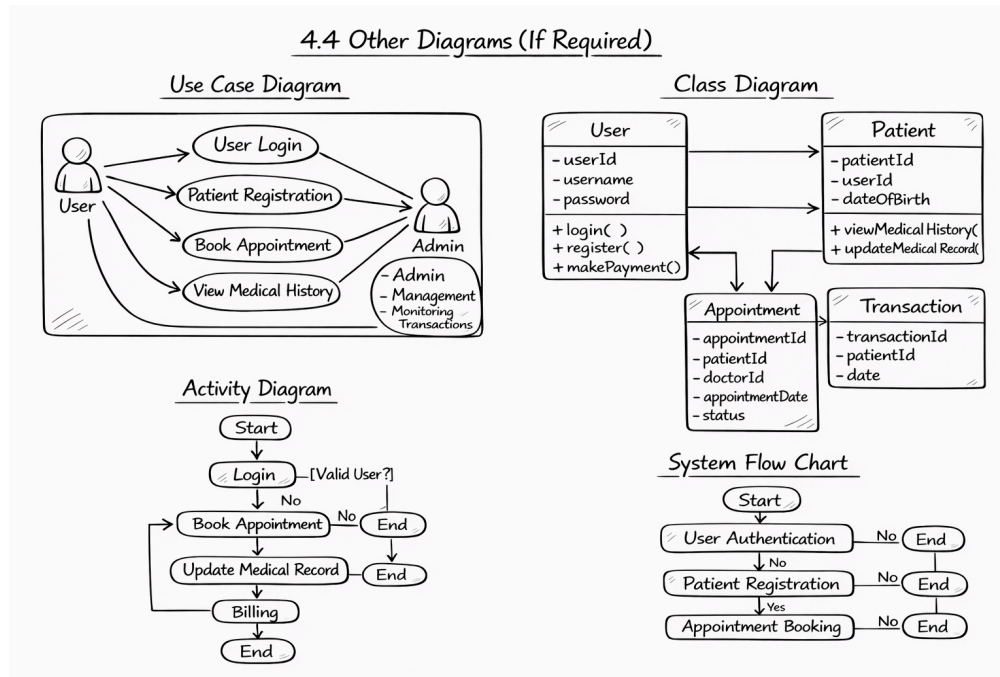 4.4 Other Diagrams (If Required)
Use Case Diagram
User Login
Patient Registration
Book Appointment
View Medical History
User
Admin
- Admin
- Management
- Monitoring
Transactions
Class Diagram
User
- userId
- username
- password
+ login( )
+ register( )
+ makePayment()
Patient
- patientId
- userId
- dateOfBirth
+ viewMedical History(
+ updateMedical Record(
Appointment
- appointmentId
- patientId
- doctorId
- appointmentDate
- status
Transaction
- transactionId
- patientId
- date
Activity Diagram
Start
Login
[Valid User?]
No
Book Appointment
No
End
Update Medical Record
End
Billing
End
System Flow Chart
Start
User Authentication
No
End
No
Patient Registration
No
End
Yes
Appointment Booking
No
End